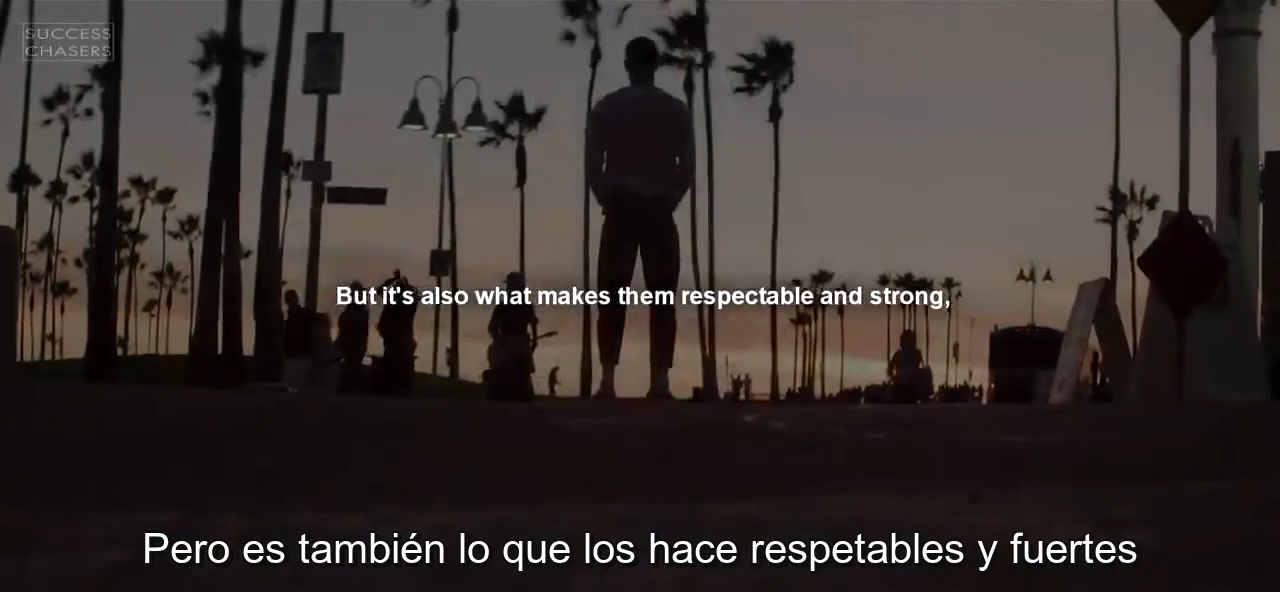 SUCCESS
CHASERS
But it's also what makes them respectable and strong,
Pero es también lo que los hace respetables y fuertes